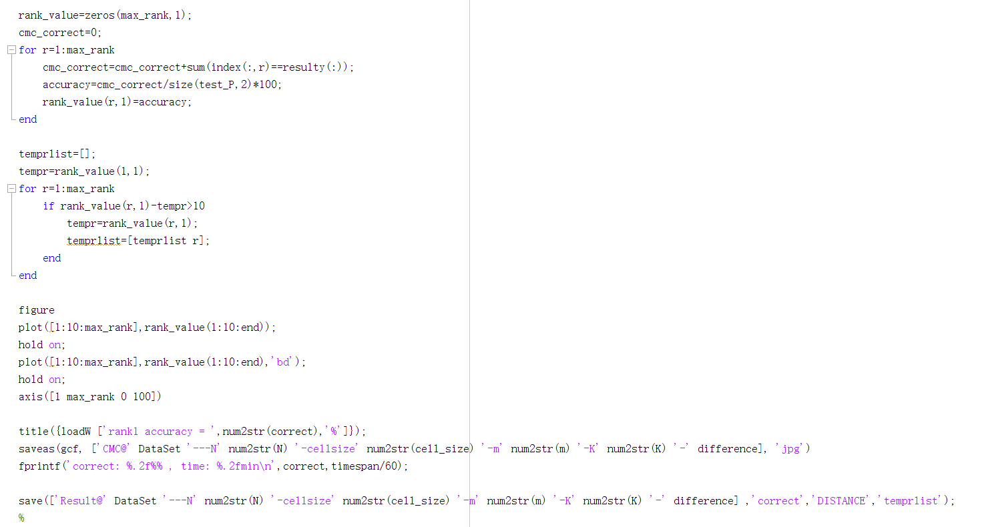 rank_value=zeros(max_rank,1);
cmc_correct=0;
for r=1:max_rank
    cmc_correct=cmc_correct+sum(index(:,r)==resulty(:));
    accuracy=cmc_correct/size(test_P,2)*100;
    rank_value(r,1)=accuracy;
end

temprlist=[];
tempr=rank_value(1,1);
for r=1:max_rank
    if rank_value(r,1)-tempr>10
        tempr=rank_value(r,1);
        temprlist=[temprlist r];
    end
end

figure
plot([1:10:max_rank],rank_value(1:10:end));
hold on;
plot([1:10:max_rank],rank_value(1:10:end),'bd');
hold on;
axis([1 max_rank 0 100])

title({loadW ['rank1 accuracy = ',num2str(correct),'%']});
saveas(gcf, ['CMC@' DataSet '---N' num2str(N) '-cellsize' num2str(cell_size) '-m' num2str(m) '-K' num2str(K) '-' difference], 'jpg')
fprintf('correct: %.2f%% , time: %.2fmin\n',correct,timespan/60);

save(['Result@' DataSet '---N' num2str(N) '-cellsize' num2str(cell_size) '-m' num2str(m) '-K' num2str(K) '-' difference] ,'correct','DISTANCE','temprlist');
%